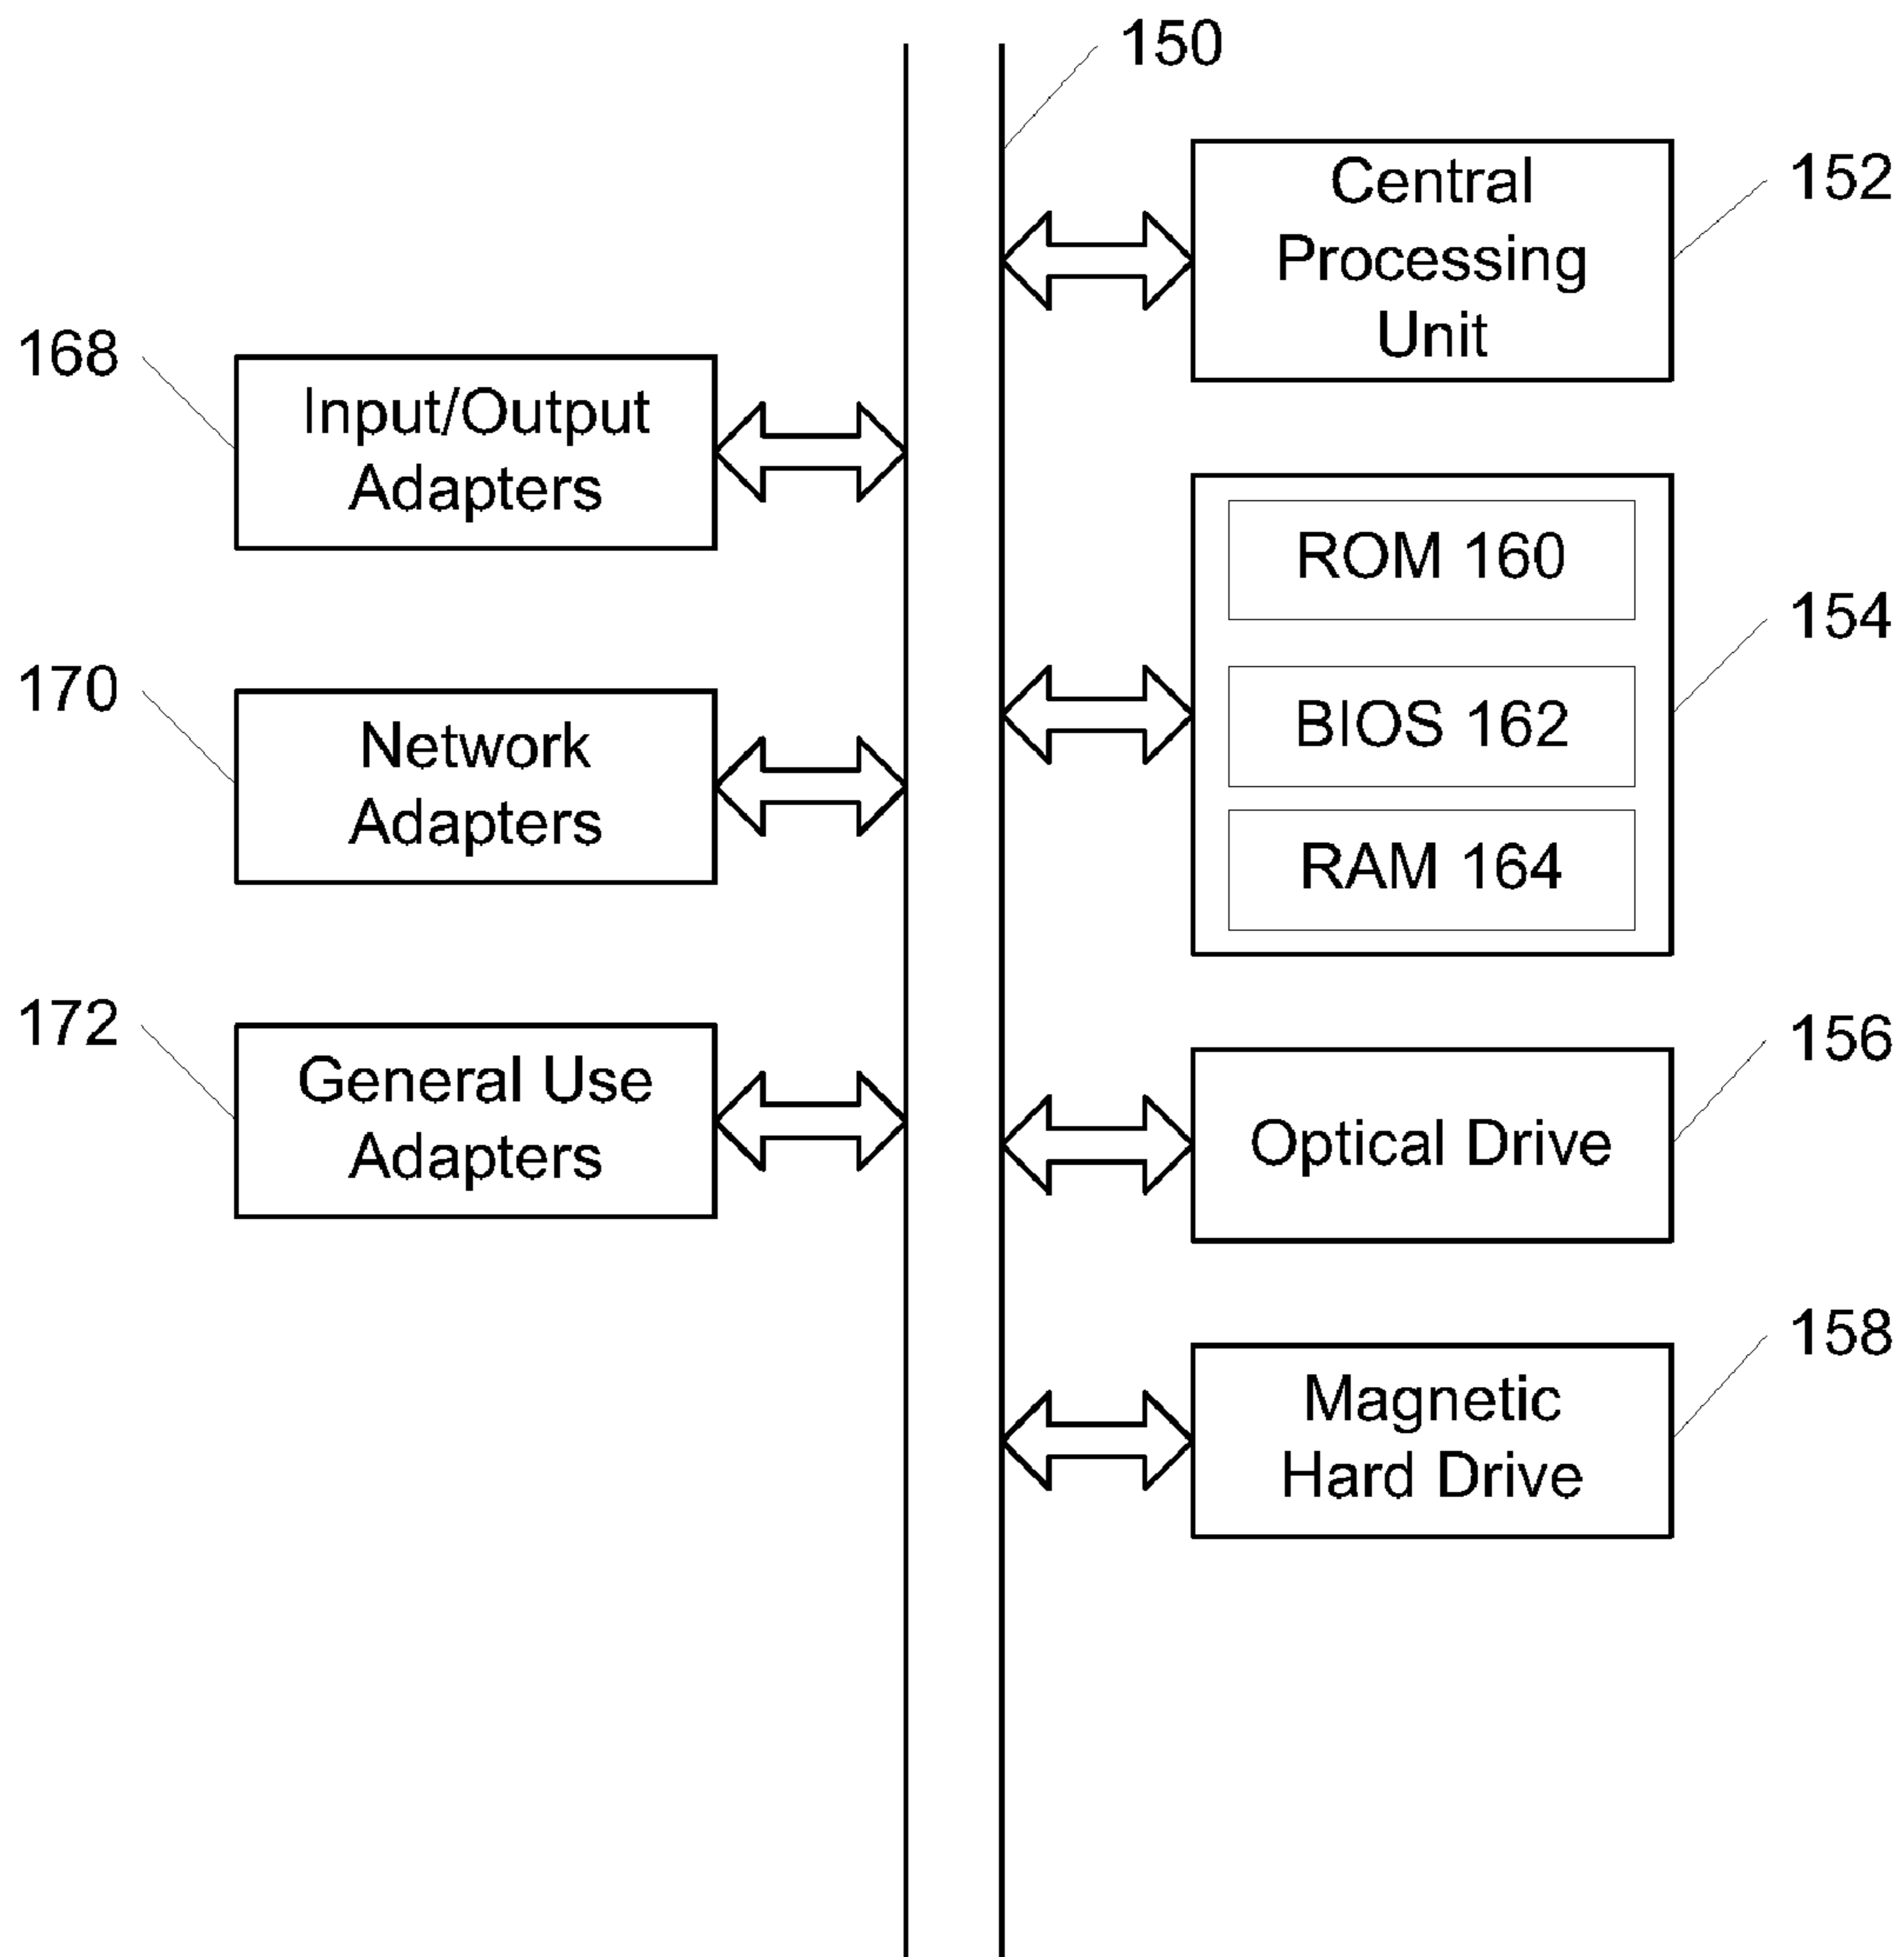 150
Central
Processing
Unit
152
168
Input/Output
Adapters
ROM 160
154
170
Network
Adapters
BIOS 162
RAM 164
172
General Use
Adapters
156
Optical Drive
158
Magnetic
Hard Drive